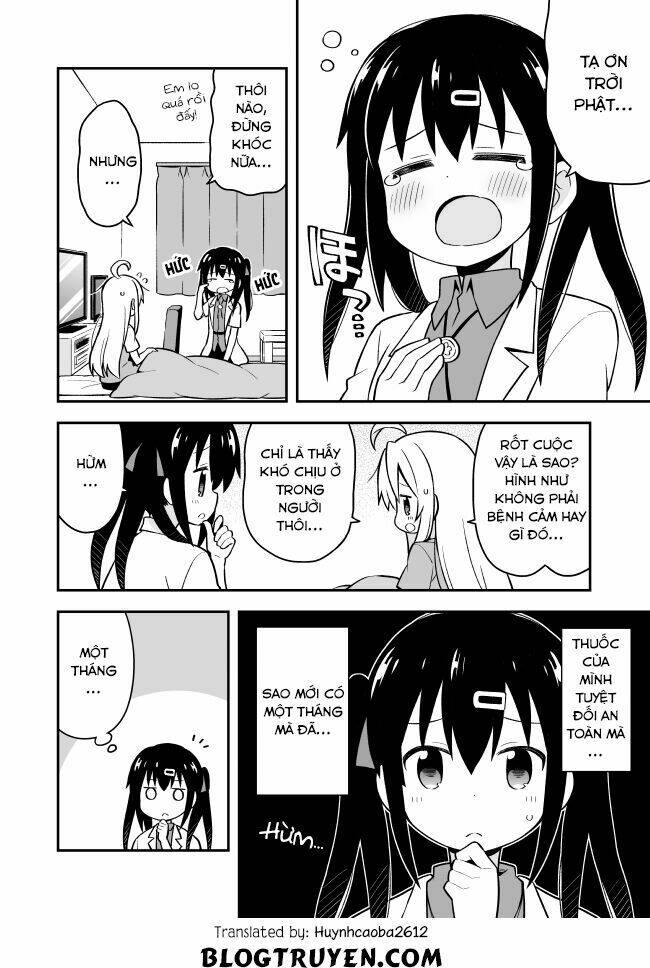 TẠ ƠN
TRỜI
PHẬT...
ほっ...
THÔI
NÀO,
ĐỪNG
KHÓC
NỮA...
Em lo
quá rồi
đấy!
NHƯNG
...
HỨC
HỨC
RỐT CUỘC
VẬY LÀ SAO?
HÌNH NHƯ
KHÔNG PHẢI
BỆNH CẢM HAY
GÌ ĐÓ...
CHỈ LÀ THẤY
KHÓ CHỊU Ở
TRONG
NGƯỜI
THÔI...
HỪM
THUỐC
CỦA
MÌNH
TUYỆT
ĐỐI AN
TOÀN MÀ
...
SAO MỚI CÓ
MỘT THÁNG
MÀ ĐÃ...
HỪM...
MỘT
THÁNG
...
Translated by: Huynhcaoba2612
BLOGTRUYEN.COM